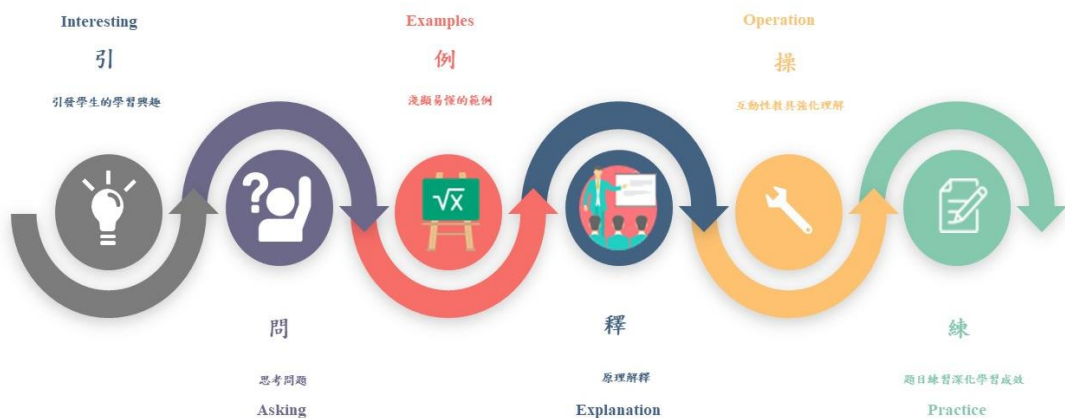 Interesting
引
引發學生的學習興趣
問
思考問題
Asking
Examples
例
淺顯易懂的範例
√x
釋
原理解釋
Explanation
Operation
操
互動性教具強化理解
練
題目練習深化學習成效
Practice